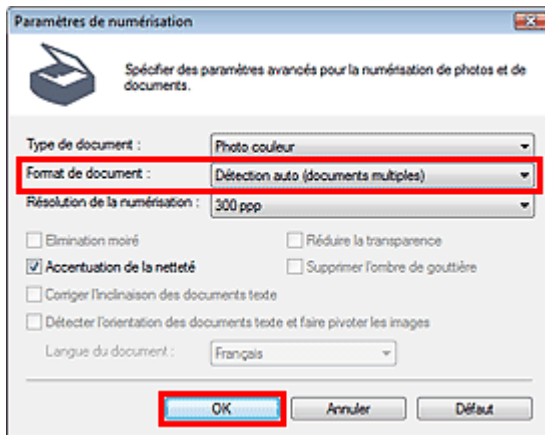 Paramètres de numérisation
Spécifier des paramètres avancés pour la numérisation de photos et de
documents.
Type de document : Photo couleur
Format de document : Détection auto (documents multiples)
Résolution de la numérisation : 300 ppp
Elimination moiré Réduire la transparence
Accentuation de la netteté Supprimer l'ombre de gouttière
Corriger l'inclinaison des documents texte
Détecter l'orientation des documents texte et faire pivoter les images
Langue du document : Français
OK Annuler Défaut